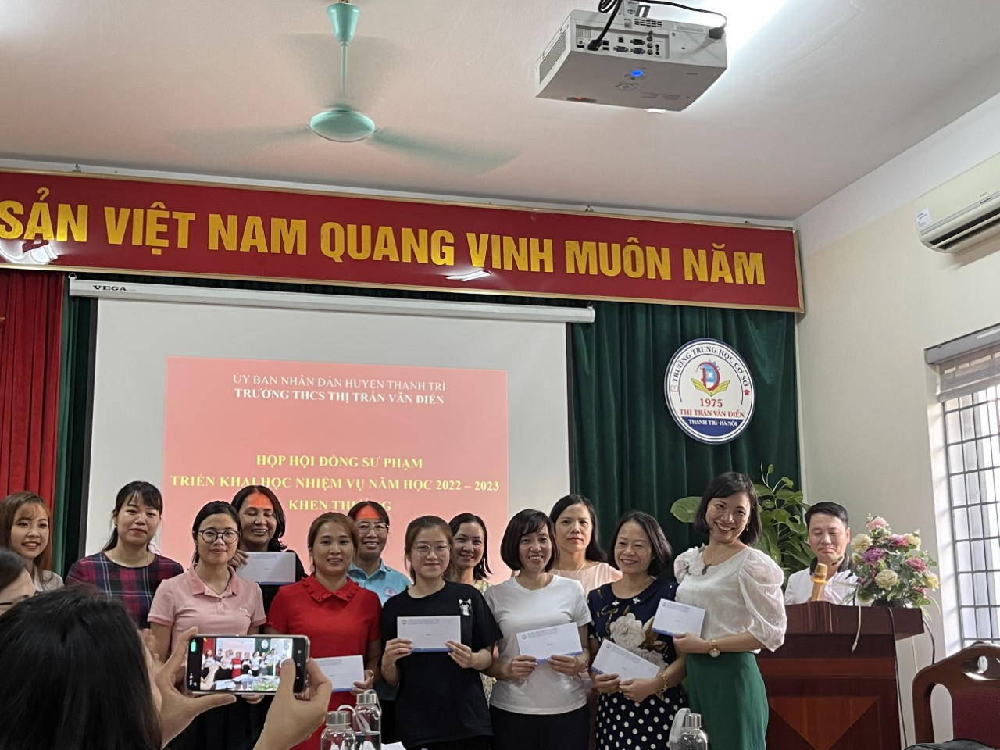 SẢN VIỆT NAM QUANG VINH MUÔN NĂM
VEGA
ỦY BAN NHÂN DÂN HUYỆN THANH TRÌ
TRƯỜNG THCS THỊ TRẤN VĂN ĐIỂN
HỌP HỘI ĐỒNG SƯ PHẠM
TRIỂN KHAI HỌC NHIỆM VỤ NĂM HỌC 2022 – 2023
KHEN THƯỞNG
TRƯỜNG TRUNG HỌC CƠ SỞ
1975
THỊ TRẤN VĂN ĐIỂN
THANH TRÌ-HÀ NỘI